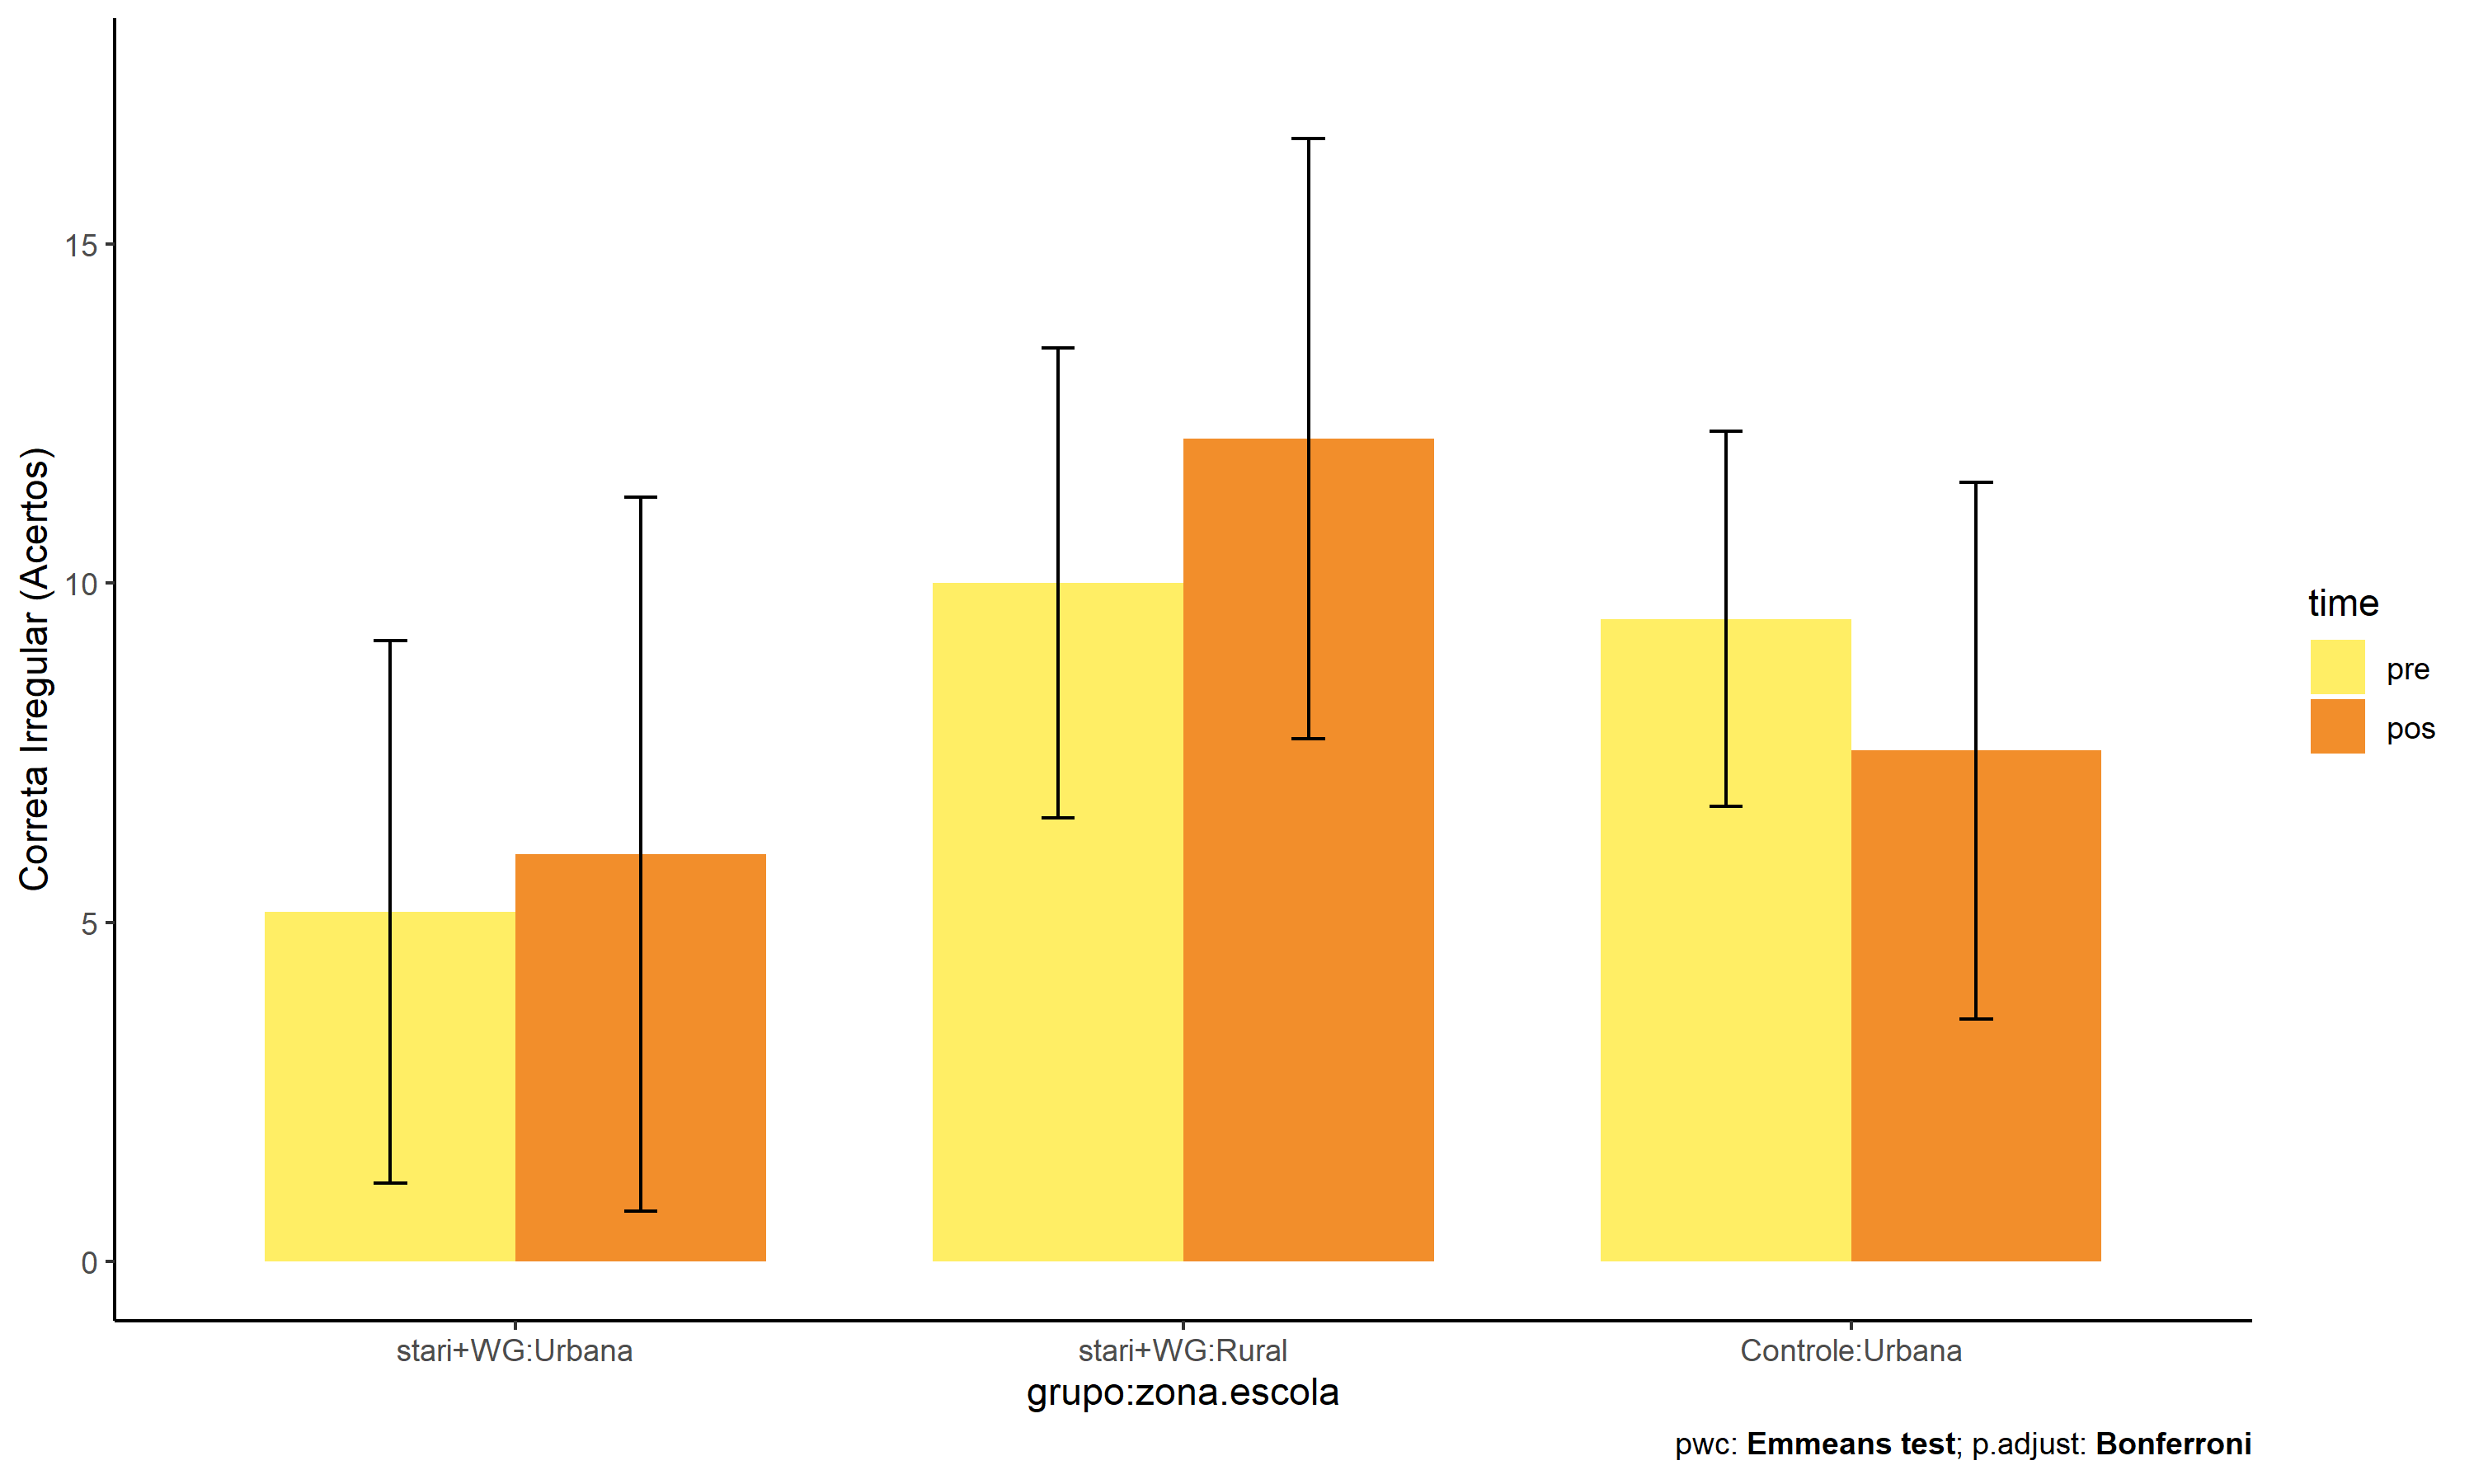 Correta Irregular (Acertos)
15
10
5
0
stari+WG:Urbana
stari+WG:Rural
Controle:Urbana
grupo:zona.escola
time
pre
pos
pwc: Emmeans test; p.adjust: Bonferroni